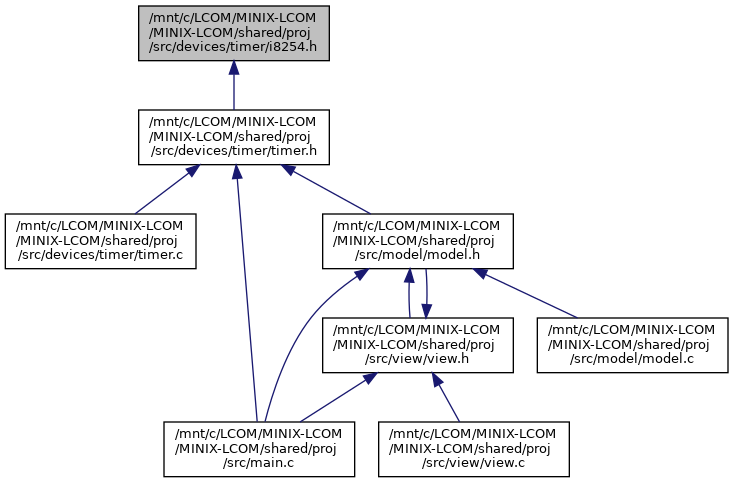 /mnt/c/LCOM/MINIX-LCOM
/MINIX-LCOM/shared/proj
/src/devices/timer/i8254.h
/mnt/c/LCOM/MINIX-LCOM
/MINIX-LCOM/shared/proj
/src/devices/timer/timer.h
/mnt/c/LCOM/MINIX-LCOM
/MINIX-LCOM/shared/proj
/src/devices/timer/timer.c
/mnt/c/LCOM/MINIX-LCOM
/MINIX-LCOM/shared/proj
/src/model/model.h
/mnt/c/LCOM/MINIX-LCOM
/MINIX-LCOM/shared/proj
/src/view/view.h
/mnt/c/LCOM/MINIX-LCOM
/MINIX-LCOM/shared/proj
/src/model/model.c
/mnt/c/LCOM/MINIX-LCOM
/MINIX-LCOM/shared/proj
/src/main.c
/mnt/c/LCOM/MINIX-LCOM
/MINIX-LCOM/shared/proj
/src/view/view.c